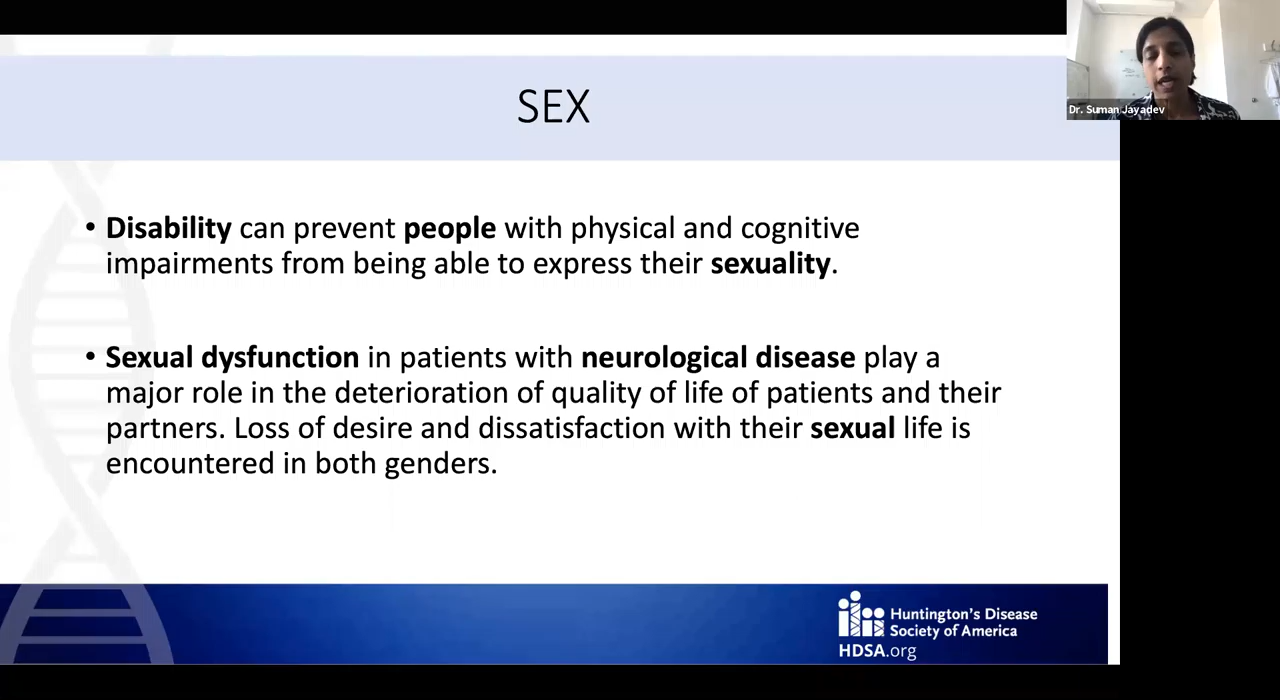 SEX
Dr. Suman Jayadev
• Disability can prevent people with physical and cognitive
impairments from being able to express their sexuality.
• Sexual dysfunction in patients with neurological disease play a
major role in the deterioration of quality of life of patients and their
partners. Loss of desire and dissatisfaction with their sexual life is
encountered in both genders.
Huntington's Disease
Society of America
HDSA.org